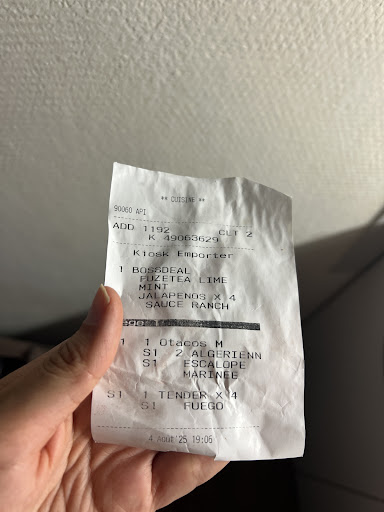 ** CUISINE **
90060 API
ADD 1192 CLT 2
K 49063629
Kiosk Emporter
1 BOSSDEAL
FUZETEA LIME
MINT
JALAPENOS X 4
SAUCE RANCH
1 1 Otacos M
S1 2 ALGERIENN
S1 ESCALOPE
MARINEE
S1 1 TENDER X 4
S1 FUEGO
4 Août'25 19:06